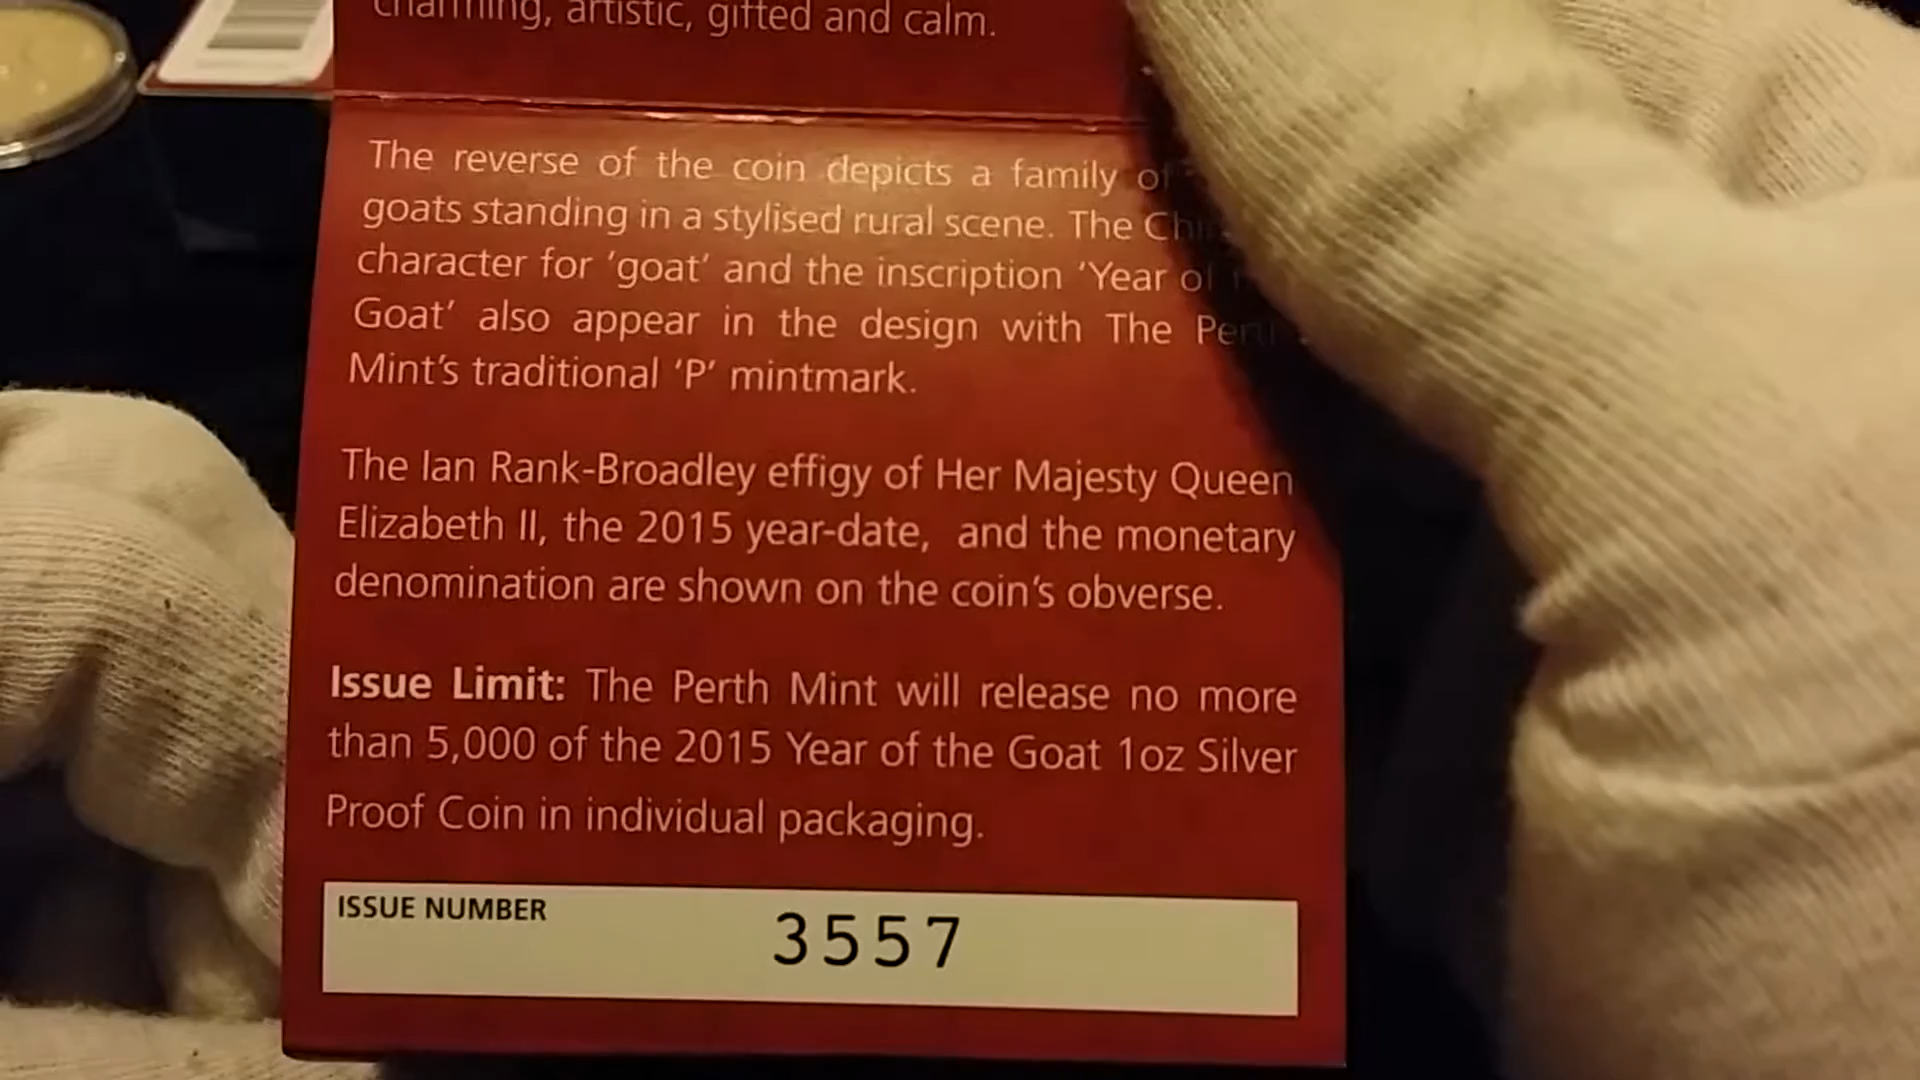 charming, artistic, gifted and calm.
The reverse of the coin depicts a family of
goats standing in a stylised rural scene. The
character for 'goat' and the inscription 'Year of
Goat' also appear in the design with The Perth
Mint's traditional 'P' mintmark.
The Ian Rank-Broadley effigy of Her Majesty Queen
Elizabeth II, the 2015 year-date, and the monetary
denomination are shown on the coin's obverse.
Issue Limit: The Perth Mint will release no more
than 5,000 of the 2015 Year of the Goat 1oz Silver
Proof Coin in individual packaging.
ISSUE NUMBER
3557